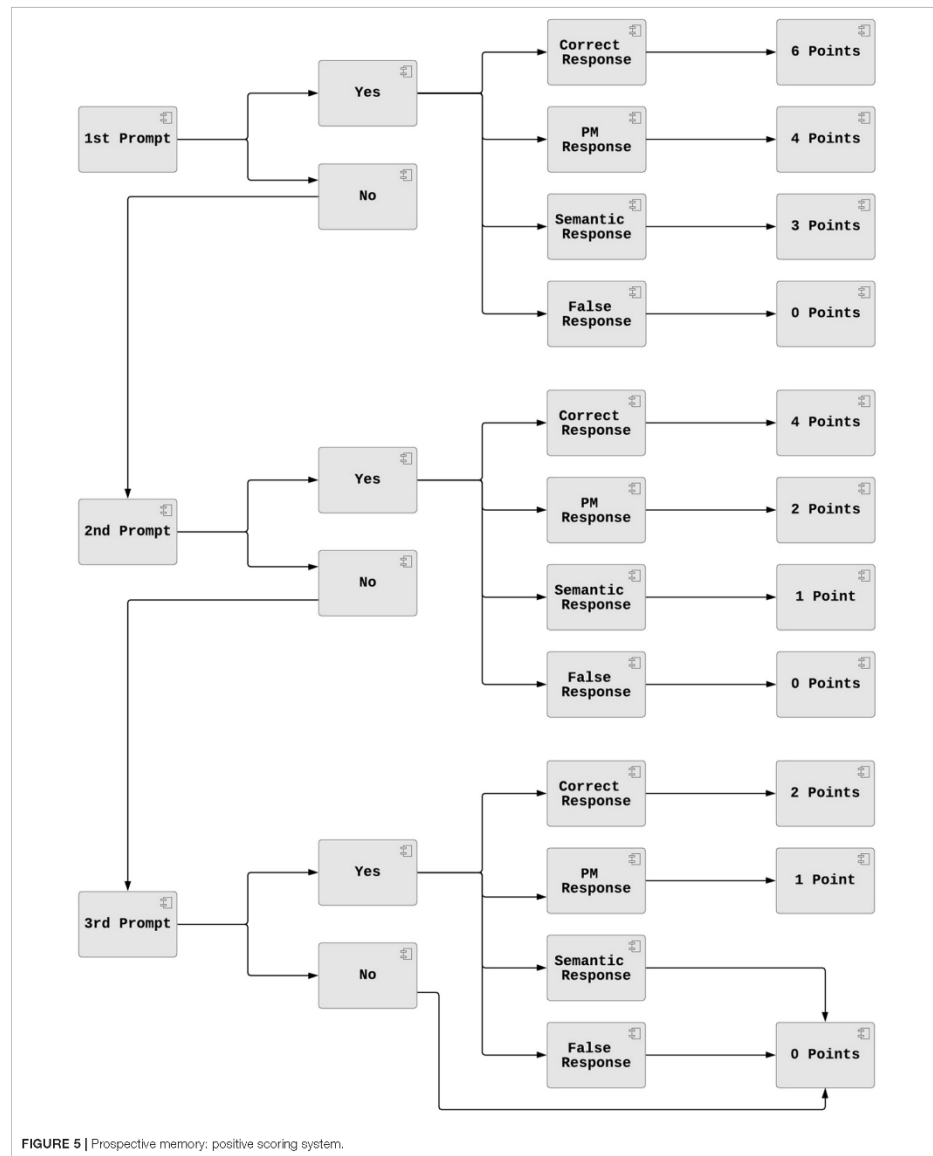 Correct
Response
6 Points
Yes
1st Prompt
PM
Response
4 Points
No
Semantic
Response
3 Points
False
Response
0 Points
Correct
Response
4 Points
Yes
2nd Prompt
PM
Response
2 Points
No
Semantic
Response
1 Point
False
Response
0 Points
Correct
Response
2 Points
Yes
3rd Prompt
PM
Response
1 Point
No
Semantic
Response
False
Response
0 Points
FIGURE 5 | Prospective memory: positive scoring system.